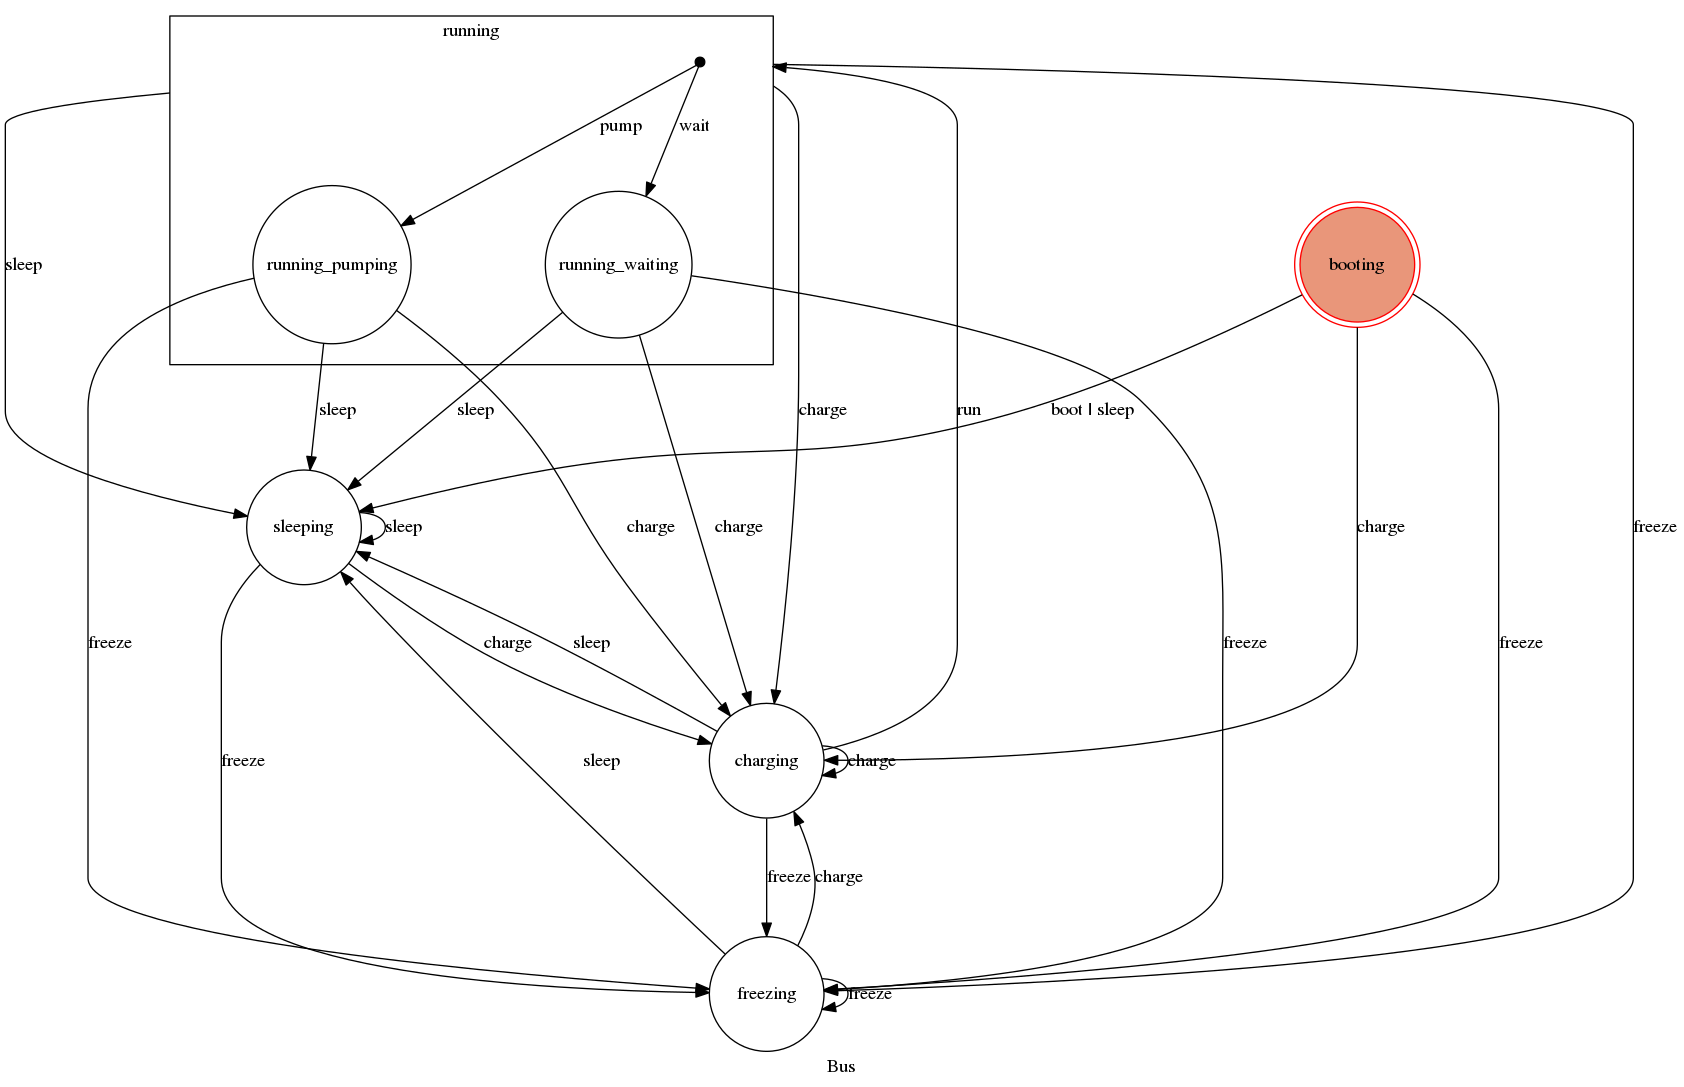 running
pump
wait
sleep
running_pumping
running_waiting
booting
sleep
sleep
charge
run
boot | sleep
sleeping
sleep
charge
charge
charge
freeze
freeze
charge
sleep
freeze
freeze
freeze
sleep
charging
charge
freeze
charge
freezing
freeze
Bus